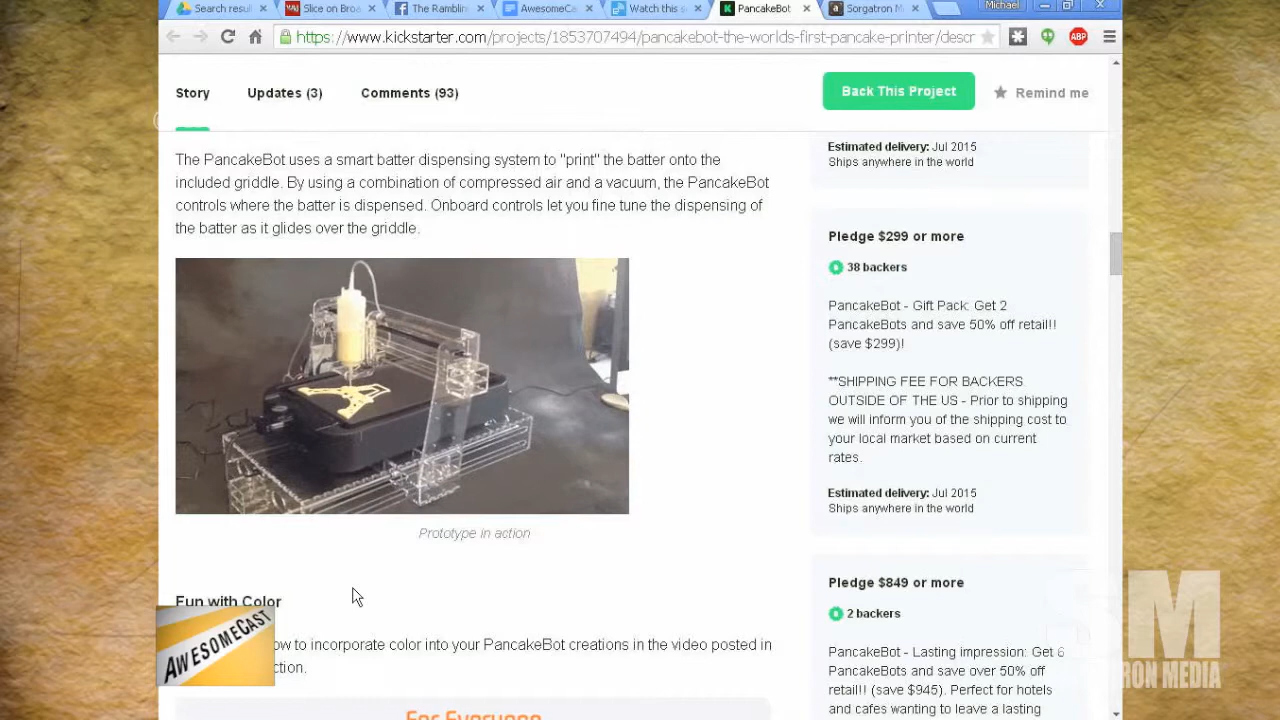 Search resul
Slice on Broa
The Ramblin
AwesomeCa
Watch this
PancakeBot
Sorgatron M
Michael
https://www.kickstarter.com/projects/1853707494/pancakebot-the-worlds-first-pancake-printer/descr
ABP
Story
Updates (3)
Comments (93)
Back This Project
Remind me
The PancakeBot uses a smart batter dispensing system to "print" the batter onto the
included griddle. By using a combination of compressed air and a vacuum, the PancakeBot
controls where the batter is dispensed. Onboard controls let you fine tune the dispensing of
the batter as it glides over the griddle.
Prototype in action
Fun with Color
ow to incorporate color into your PancakeBot creations in the video posted in
ction.
For Everyone
Estimated delivery: Jul 2015
Ships anywhere in the world
Pledge $299 or more
38 backers
PancakeBot - Gift Pack: Get 2
PancakeBots and save 50% off retail!!
(save $299)!
**SHIPPING FEE FOR BACKERS
OUTSIDE OF THE US - Prior to shipping
we will inform you of the shipping cost to
your local market based on current
rates.
Estimated delivery: Jul 2015
Ships anywhere in the world
Pledge $849 or more
2 backers
PancakeBot - Lasting impression: Get 6
PancakeBots and save over 50% off
retail!! (save $945). Perfect for hotels
and cafes wanting to leave a lasting
AWESOMECAST
SM
RON MEDIA